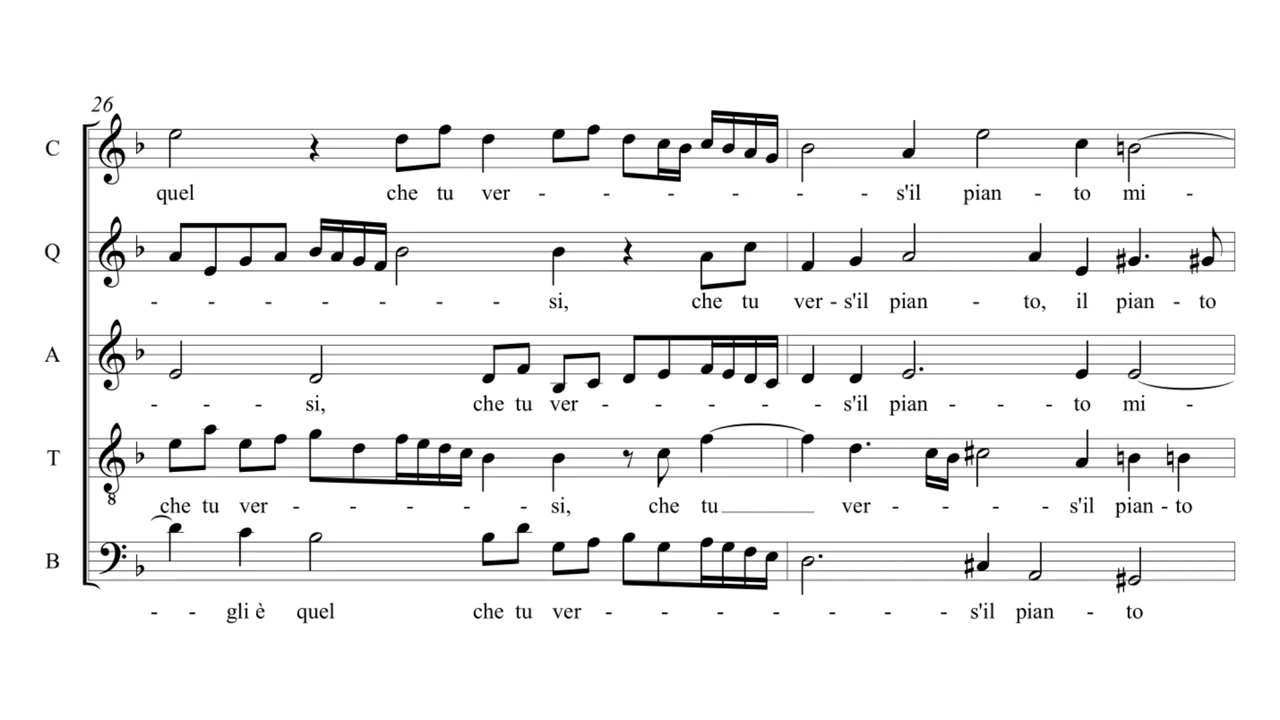 26
C
quel che tu ver - - - - - - s'il pian - to mi -
Q
- - - - - - - si, che tu ver - s'il pian - to, il pian - to
A
- - - si, che tu ver - - - - - - s'il pian - - - to mi -
T
8
che tu ver - - - - - si, che tu ver - - - - s'il pian - to
B
- - gli è quel che tu ver - - - - - - - s'il pian - to